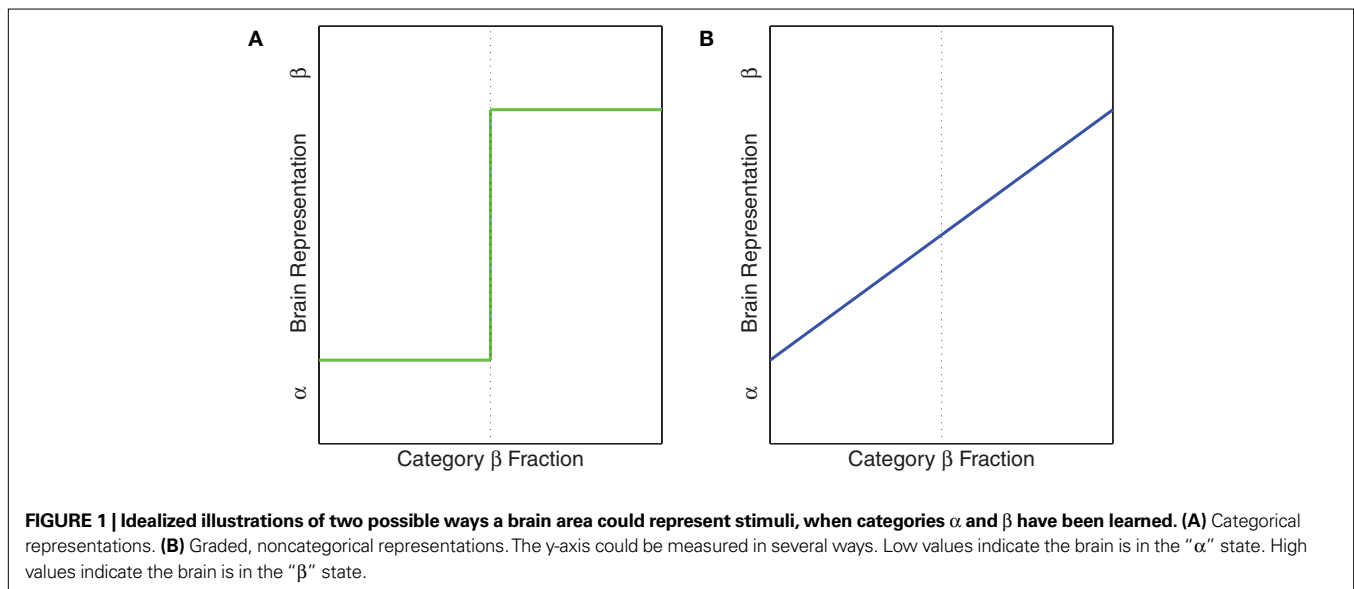 A
β
Brain Representation
α
Category β Fraction
B
β
Brain Representation
α
Category β Fraction
FIGURE 1 | Idealized illustrations of two possible ways a brain area could represent stimuli, when categories α and β have been learned. (A) Categorical
representations. (B) Graded, noncategorical representations. The y-axis could be measured in several ways. Low values indicate the brain is in the “α” state. High
values indicate the brain is in the “β” state.